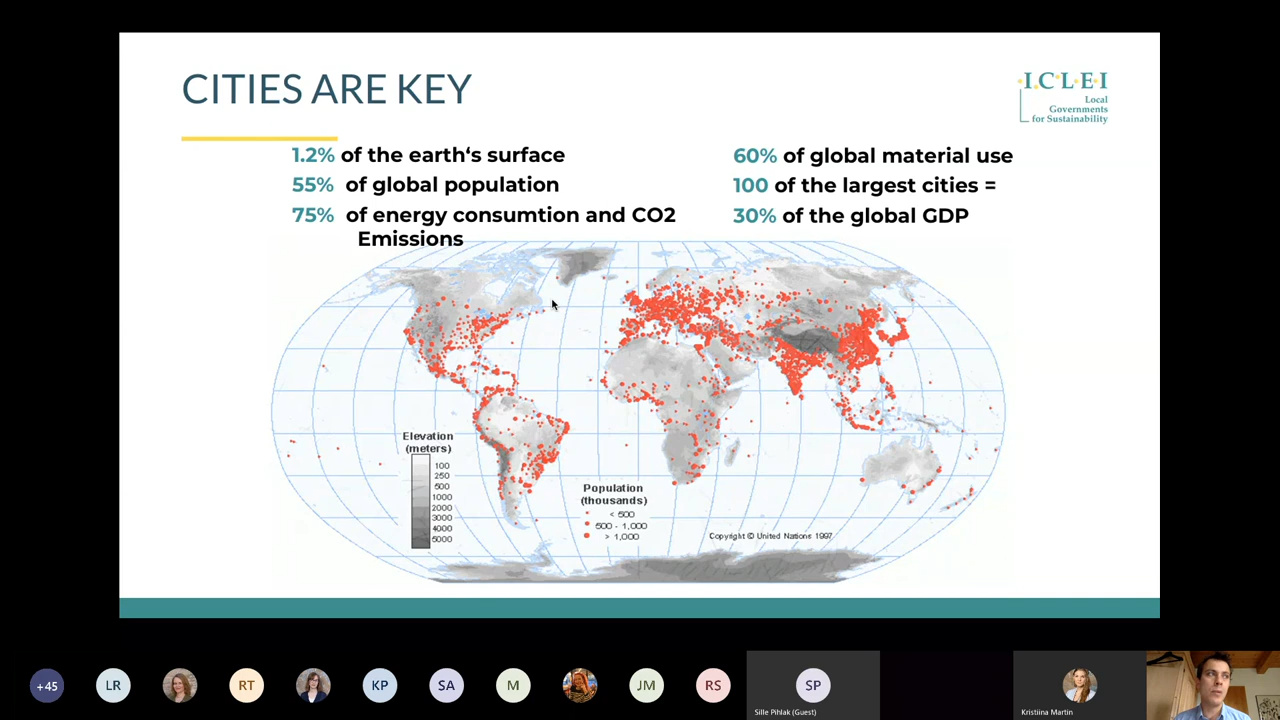 CITIES ARE KEY
I.C.L.E.I
Local
Governments
for Sustainability
1.2% of the earth‘s surface
55% of global population
75% of energy consumtion and CO2
Emissions
60% of global material use
100 of the largest cities =
30% of the global GDP
Elevation
(meters)
100
250
500
1000
2000
3000
4000
5000
Population
(thousands)
< 500
500 - 1,000
> 1,000
Copyright © United Nations 1997
+45
LR
RT
KP
SA
M
JM
RS
SP
Sille Pihlak (Guest)
Kristiina Martin